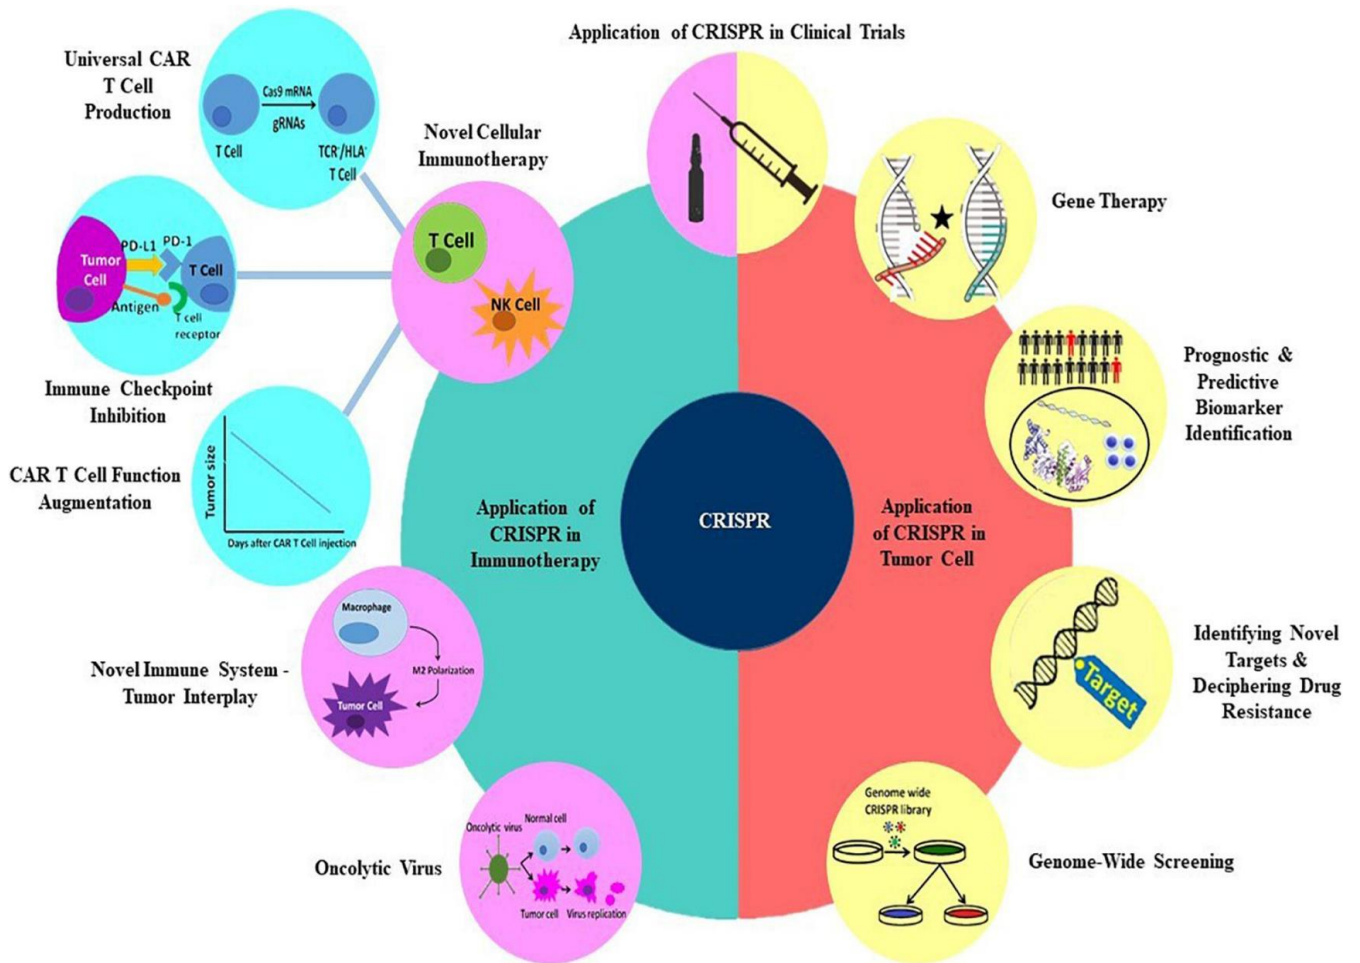 Application of CRISPR in Clinical Trials
Universal CAR
T Cell
Production
Cas9 mRNA
gRNAs
T Cell
TCR⁻/HLA⁻
T Cell
Novel Cellular
Immunotherapy
T Cell
NK Cell
PD-L1
PD-1
Tumor
Cell
T Cell
Antigen
T cell
receptor
Immune Checkpoint
Inhibition
CAR T Cell Function
Augmentation
Tumor size
Days after CAR T Cell injection
Novel Immune System -
Tumor Interplay
Macrophage
M2 Polarization
Tumor Cell
Oncolytic Virus
Oncolytic virus
Normal cell
Tumor cell
Virus replication
Application of
CRISPR in
Immunotherapy
CRISPR
Application
of CRISPR in
Tumor Cell
Gene Therapy
Prognostic &
Predictive
Biomarker
Identification
Target
Identifying Novel
Targets &
Deciphering Drug
Resistance
Genome wide
CRISPR library
Genome-Wide Screening